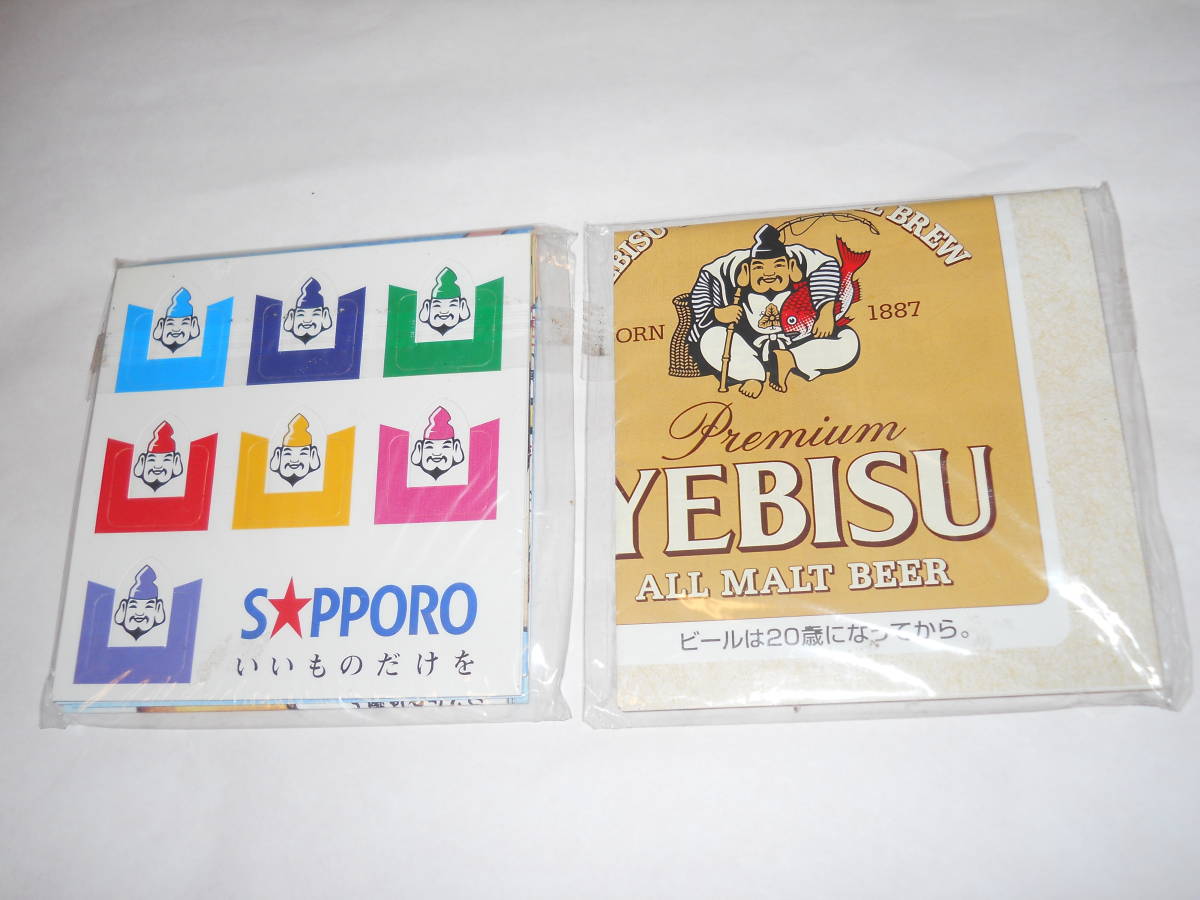 S★PPORO
いいものだけを
BREW
ORN 1887
Premium
YEBISU
ALL MALT BEER
ビールは20歳になってから。